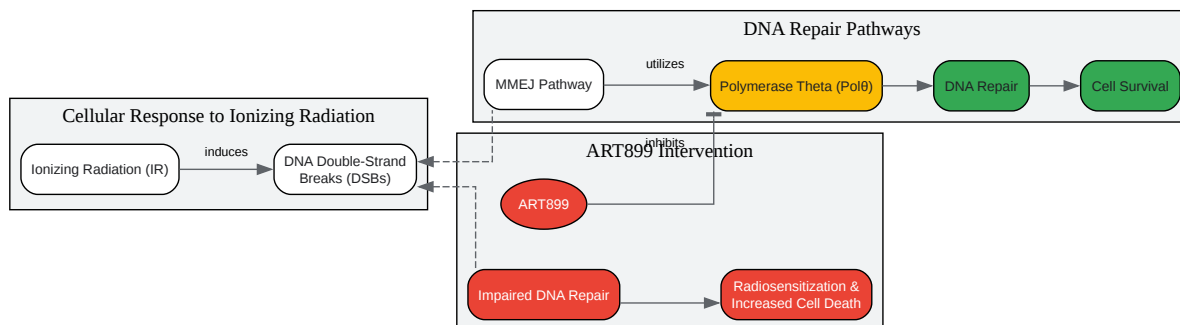 DNA Repair Pathways
MMEJ Pathway
utilizes
Polymerase Theta (Polθ)
DNA Repair
Cell Survival
Cellular Response to Ionizing Radiation
Ionizing Radiation (IR)
induces
DNA Double-Strand
Breaks (DSBs)
inhibits
ART899 Intervention
ART899
Impaired DNA Repair
Radiosensitization &
Increased Cell Death